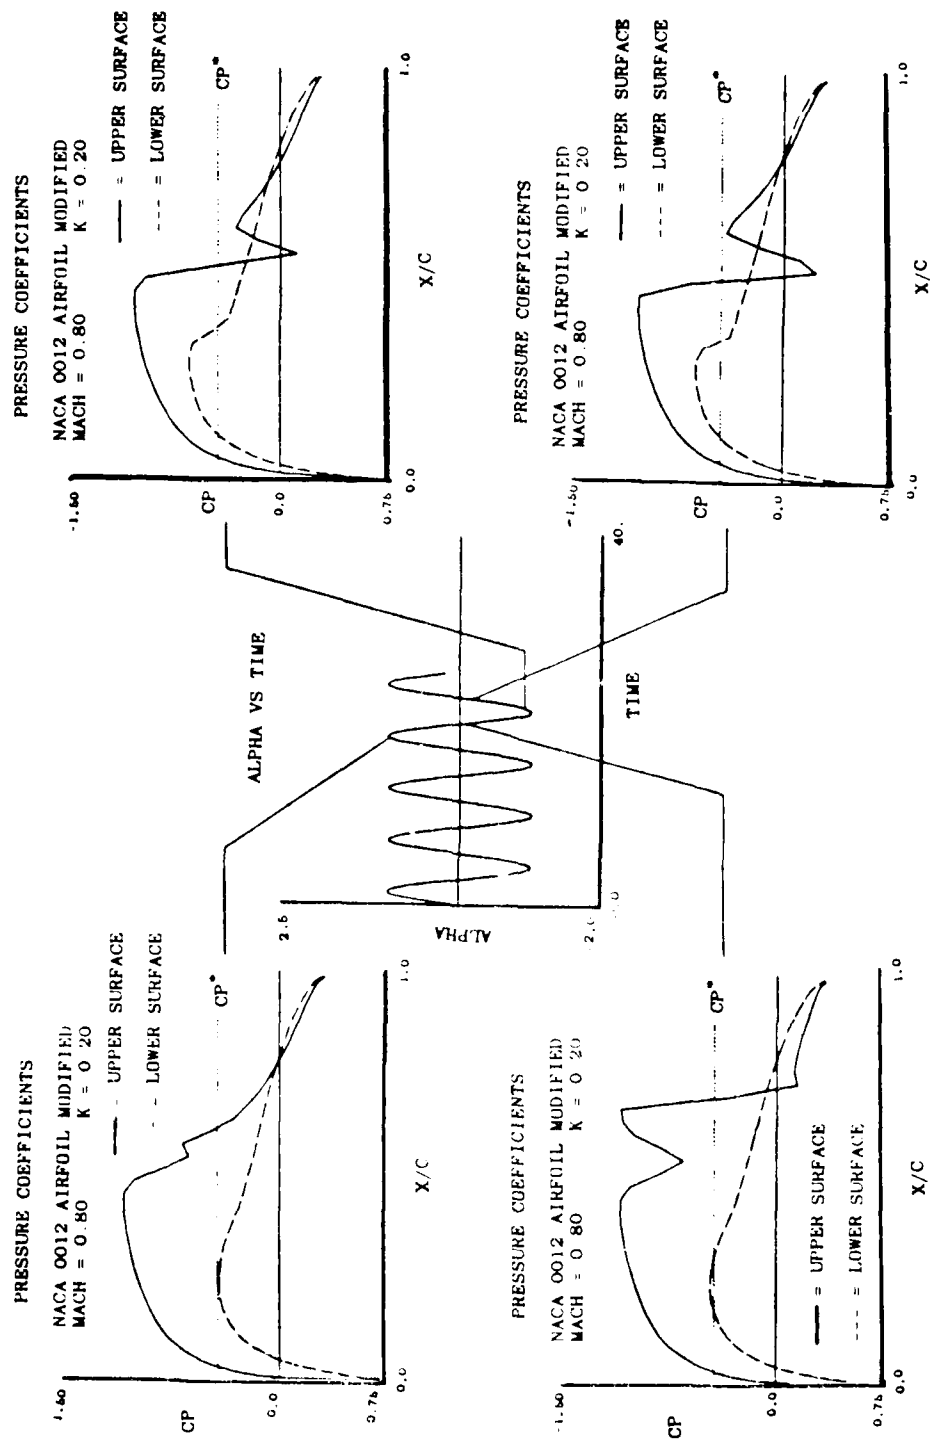 PRESSURE COEFFICIENTS
NACA 0012 AIRFOIL MODIFIED
MACH = 0.80 K = 0.20
- UPPER SURFACE
- LOWER SURFACE
1.50
CP
0.0
0.75
CP*
0.0
1.0
X/C
PRESSURE COEFFICIENTS
NACA 0012 AIRFOIL MODIFIED
MACH = 0.80 K = 0.20
= UPPER SURFACE
= LOWER SURFACE
-1.50
CP
0.0
0.75
CP*
0.0
1.0
X/C
ALPHA VS TIME
2.5
ALPHA
-2.0
40.
TIME
PRESSURE COEFFICIENTS
NACA 0012 AIRFOIL MODIFIED
MACH = 0 80 K = 0 20
-1.50
CP
0.0
0.75
CP*
= UPPER SURFACE
= LOWER SURFACE
0.0
1.0
X/C
PRESSURE COEFFICIENTS
NACA 0012 AIRFOIL MODIFIED
MACH = 0.80 K = 0 20
= UPPER SURFACE
= LOWER SURFACE
-1.50
CP
0.0
0.75
CP*
0.0
1.0
X/C